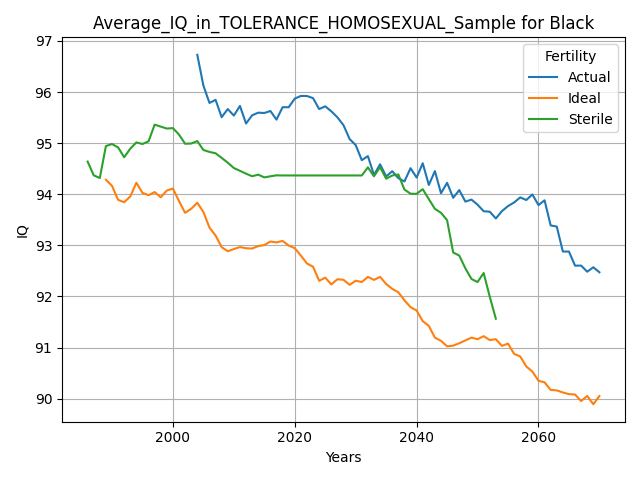 Average_IQ_in_TOLERANCE_HOMOSEXUAL_Sample for Black
97
96
95
94
93
92
91
90
IQ
2000
2020
2040
2060
Years
Fertility
Actual
Ideal
Sterile